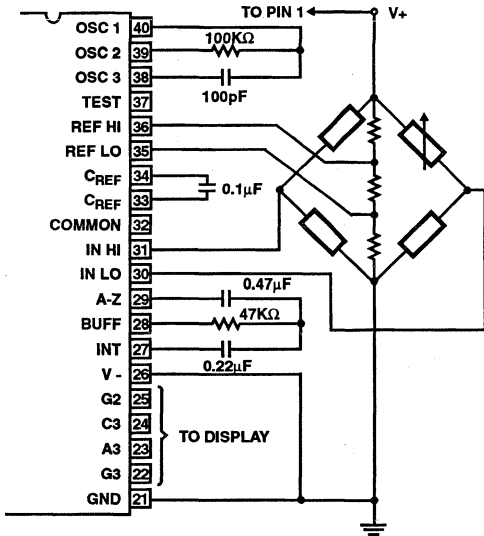 TO PIN 1 V+
OSC 1 40
100KΩ
OSC 2 39
OSC 3 38
100pF
TEST 37
REF HI 36
REF LO 35
CREF 34
0.1µF
CREF 33
COMMON 32
IN HI 31
IN LO 30
0.47µF
A-Z 29
BUFF 28 47KΩ
INT 27
0.22µF
V - 26
G2 25
C3 24
TO DISPLAY
A3 23
G3 22
GND 21